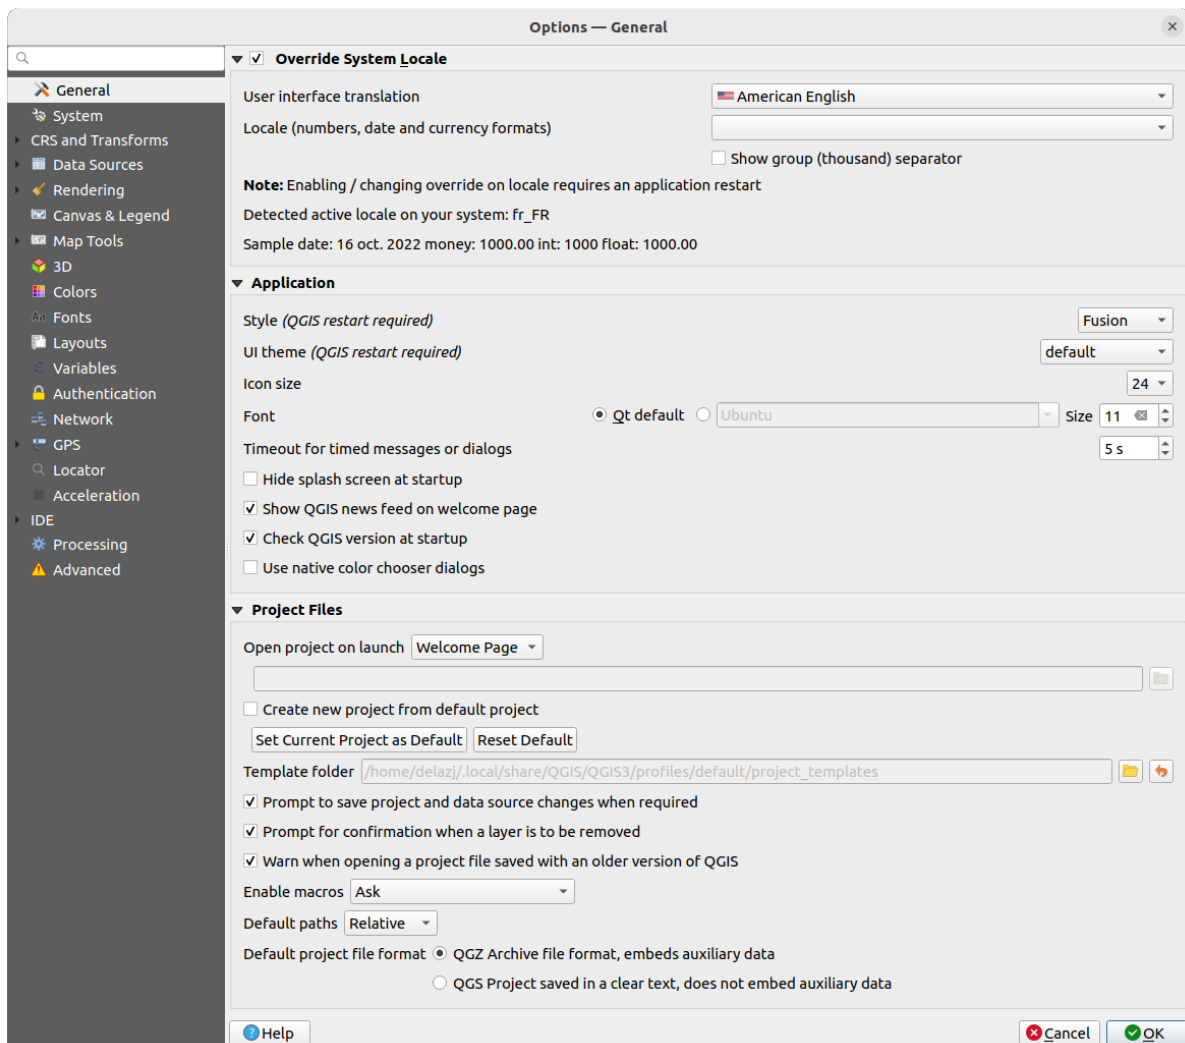 Options — General
General
System
CRS and Transforms
Data Sources
Rendering
Canvas & Legend
Map Tools
3D
Colors
Aa Fonts
Layouts
ε Variables
Authentication
Network
GPS
Locator
Acceleration
IDE
Processing
Advanced
Override System Locale
User interface translation American English
Locale (numbers, date and currency formats)
Show group (thousand) separator
Note: Enabling / changing override on locale requires an application restart
Detected active locale on your system: fr_FR
Sample date: 16 oct. 2022 money: 1000.00 int: 1000 float: 1000.00
Application
Style (QGIS restart required) Fusion
UI theme (QGIS restart required) default
Icon size 24
Font Qt default Ubuntu Size 11
Timeout for timed messages or dialogs 5 s
Hide splash screen at startup
Show QGIS news feed on welcome page
Check QGIS version at startup
Use native color chooser dialogs
Project Files
Open project on launch Welcome Page
Create new project from default project
Set Current Project as Default Reset Default
Template folder /home/delazj/.local/share/QGIS/QGIS3/profiles/default/project_templates
Prompt to save project and data source changes when required
Prompt for confirmation when a layer is to be removed
Warn when opening a project file saved with an older version of QGIS
Enable macros Ask
Default paths Relative
Default project file format QGZ Archive file format, embeds auxiliary data
QGS Project saved in a clear text, does not embed auxiliary data
Help Cancel OK